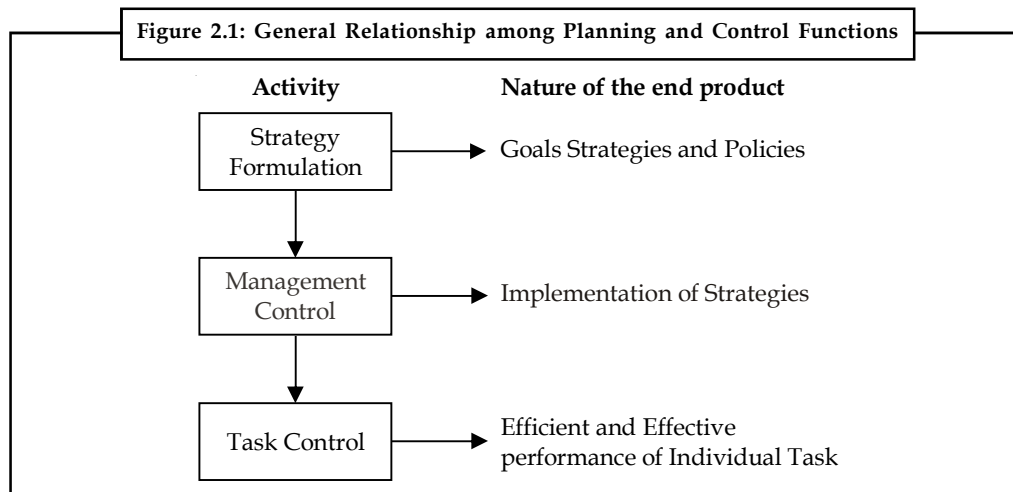 Figure 2.1: General Relationship among Planning and Control Functions
Activity
Nature of the end product
Strategy
Formulation
Goals Strategies and Policies
Management
Control
Implementation of Strategies
Task Control
Efficient and Effective
performance of Individual Task